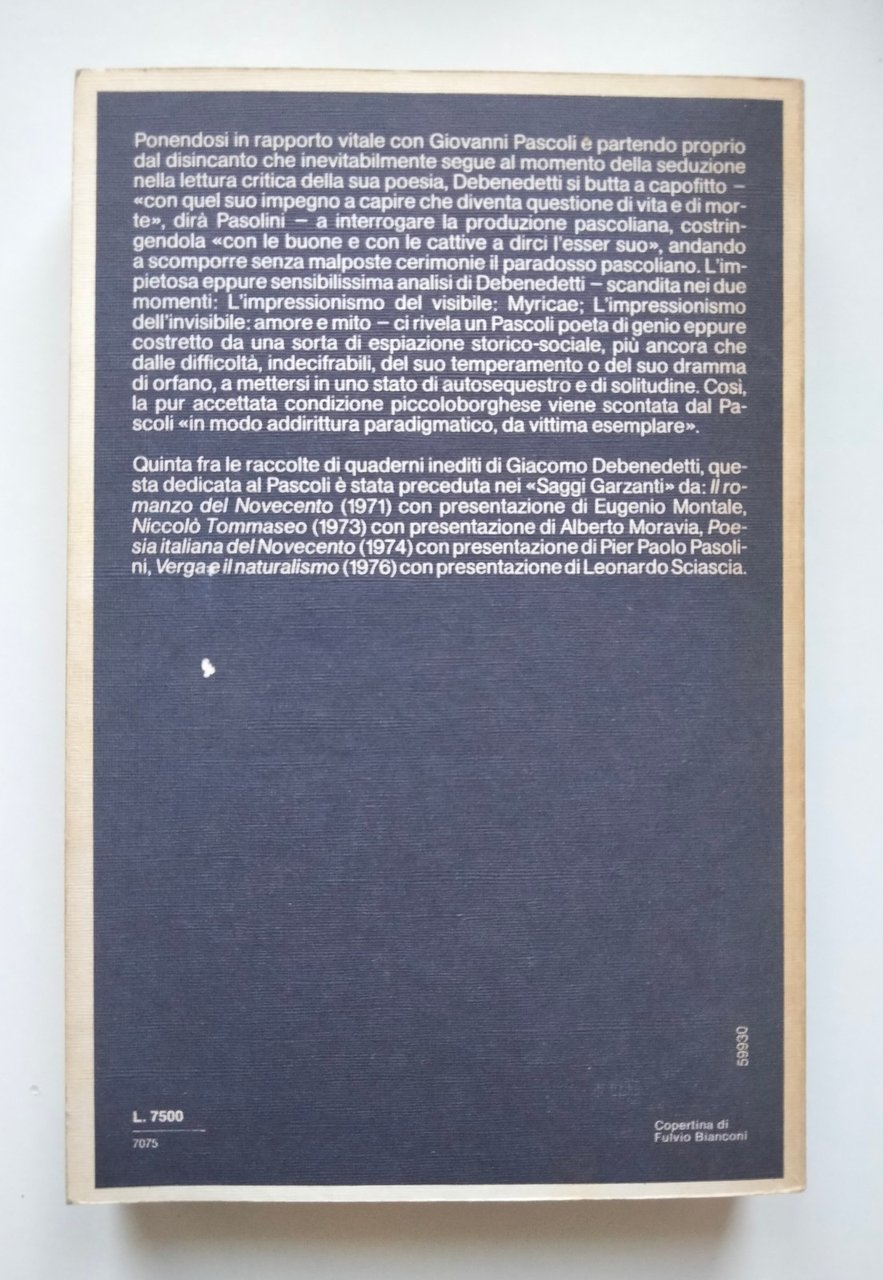 Ponendosi in rapporto vitale con Giovanni Pascoli e partendo proprio
dal disincanto che inevitabilmente segue al momento della seduzione
nella lettura critica della sua poesia, Debenedetti si butta a capofitto –
«con quel suo impegno a capire che diventa questione di vita e di mor-
te», dirà Pasolini – a interrogare la produzione pascoliana, costrin-
gendola «con le buone e con le cattive a dirci l'esser suo», andando
a scomporre senza malposte cerimonie il paradosso pascoliano. L'im-
pietosa eppure sensibilissima analisi di Debenedetti – scandita nei due
momenti: L'impressionismo del visibile: Myricae; L'impressionismo
dell'invisibile: amore e mito – ci rivela un Pascoli poeta di genio eppure
costretto da una sorta di espiazione storico-sociale, più ancora che
dalle difficoltà, indecifrabili, del suo temperamento o del suo dramma
di orfano, a mettersi in uno stato di autosequestro e di solitudine. Così,
la pur accettata condizione piccoloborghese viene scontata dal Pa-
scoli «in modo addirittura paradigmatico, da vittima esemplare».
Quinta fra le raccolte di quaderni inediti di Giacomo Debenedetti, que-
sta dedicata al Pascoli è stata preceduta nei «Saggi Garzanti» da: Il ro-
manzo del Novecento (1971) con presentazione di Eugenio Montale,
Niccolò Tommaseo (1973) con presentazione di Alberto Moravia, Poe-
sia italiana del Novecento (1974) con presentazione di Pier Paolo Pasoli-
ni, Verga e il naturalismo (1976) con presentazione di Leonardo Sciascia.
59930
L. 7500
7075
Copertina di
Fulvio Bianconi